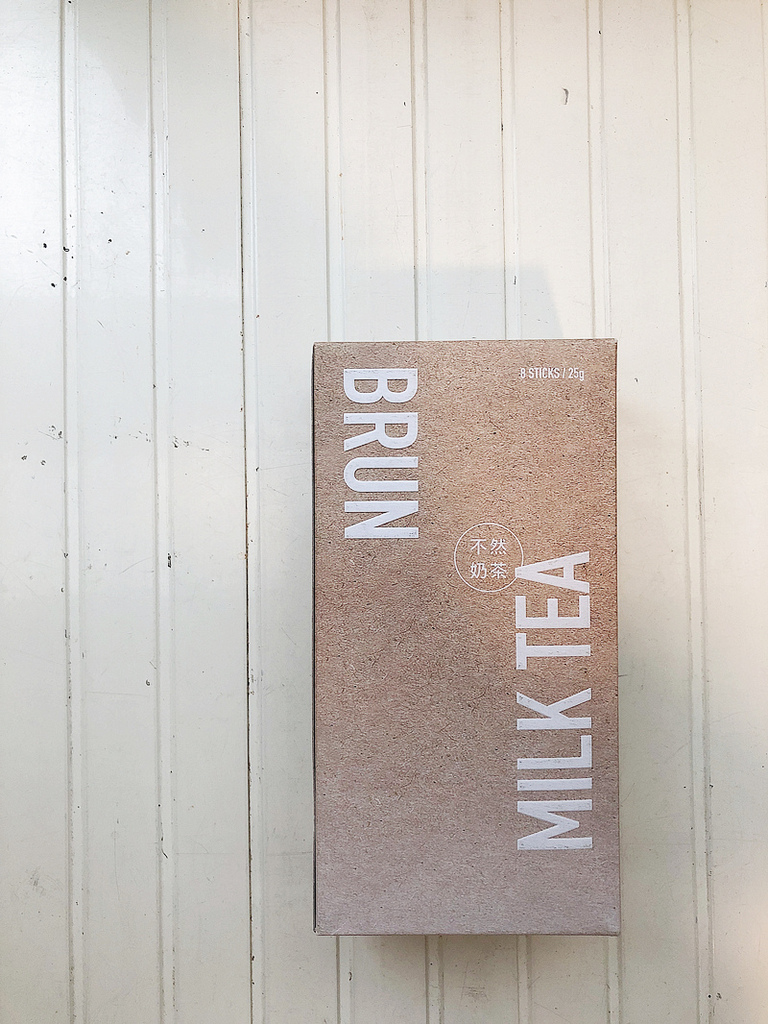 BRUN
8 STICKS / 25g
不然
奶茶
MILK TEA